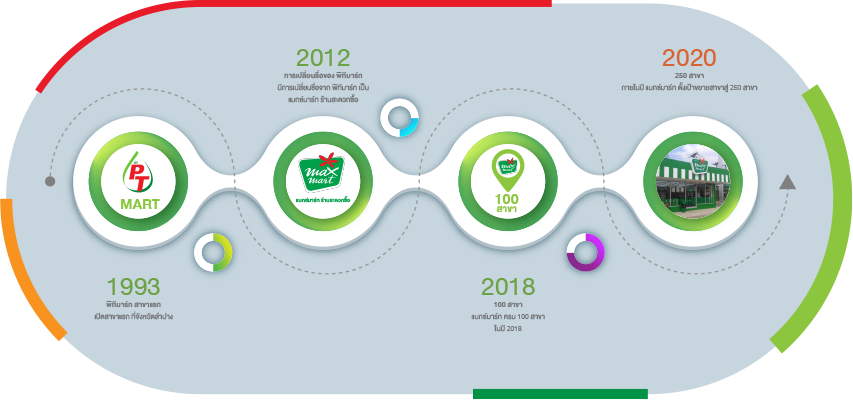 2012
การเปลี่ยนชื่อของ พีทีมาร์ท
มีการเปลี่ยนชื่อจาก พีทีมาร์ท เป็น
แมกซ์มาร์ท ร้านสะดวกซื้อ
2020
250 สาขา
ภายในปี แมกซ์มาร์ท ตั้งเป้าขยายสาขาสู่ 250 สาขา
PT
MART
max
mart
แมกซ์มาร์ท ร้านสะดวกซื้อ
max
mart
100
สาขา
1993
พีทีมาร์ท สาขาแรก
เปิดสาขาแรก ที่จังหวัดลำปาง
2018
100 สาขา
แมกซ์มาร์ท ครบ 100 สาขา
ในปี 2018